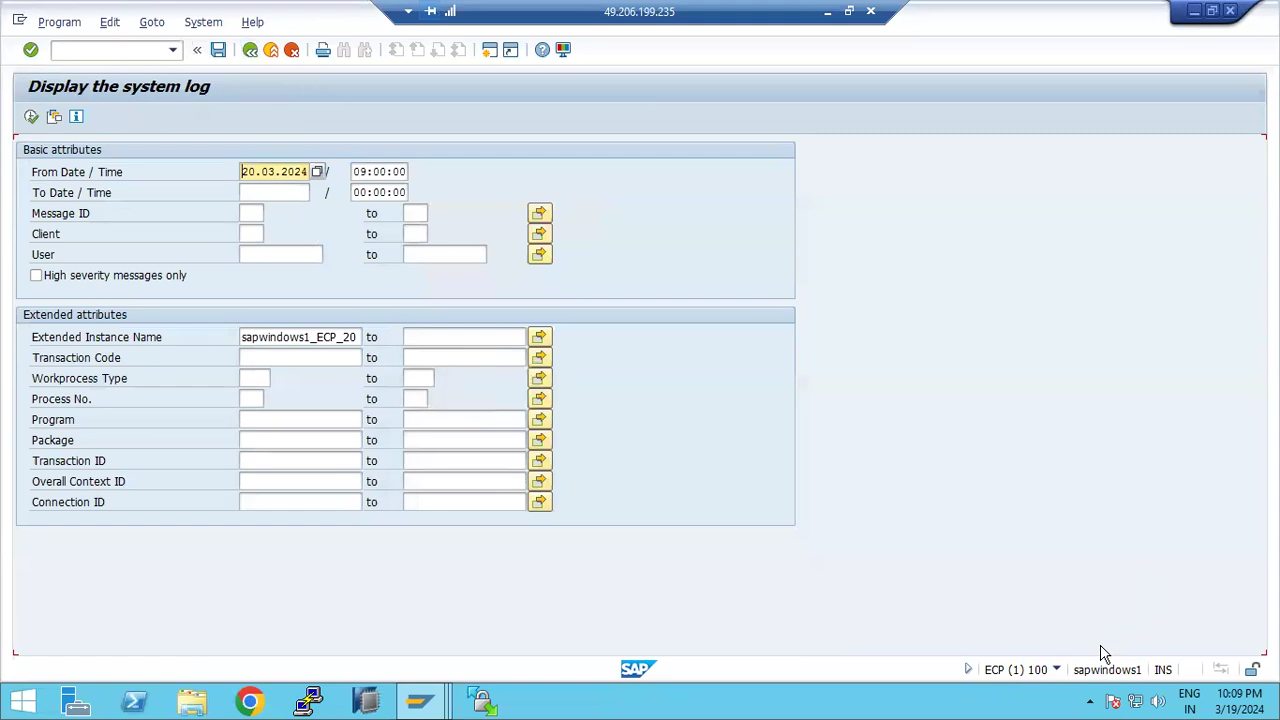 49.206.199.235
Program Edit Goto System Help
Display the system log
Basic attributes
From Date / Time 20.03.2024 / 09:00:00
To Date / Time / 00:00:00
Message ID to
Client to
User to
High severity messages only
Extended attributes
Extended Instance Name sapwindows1_ECP_20 to
Transaction Code to
Workprocess Type to
Process No. to
Program to
Package to
Transaction ID to
Overall Context ID to
Connection ID to
SAP
ECP (1) 100 sapwindows1 INS
ENG 10:09 PM
IN 3/19/2024